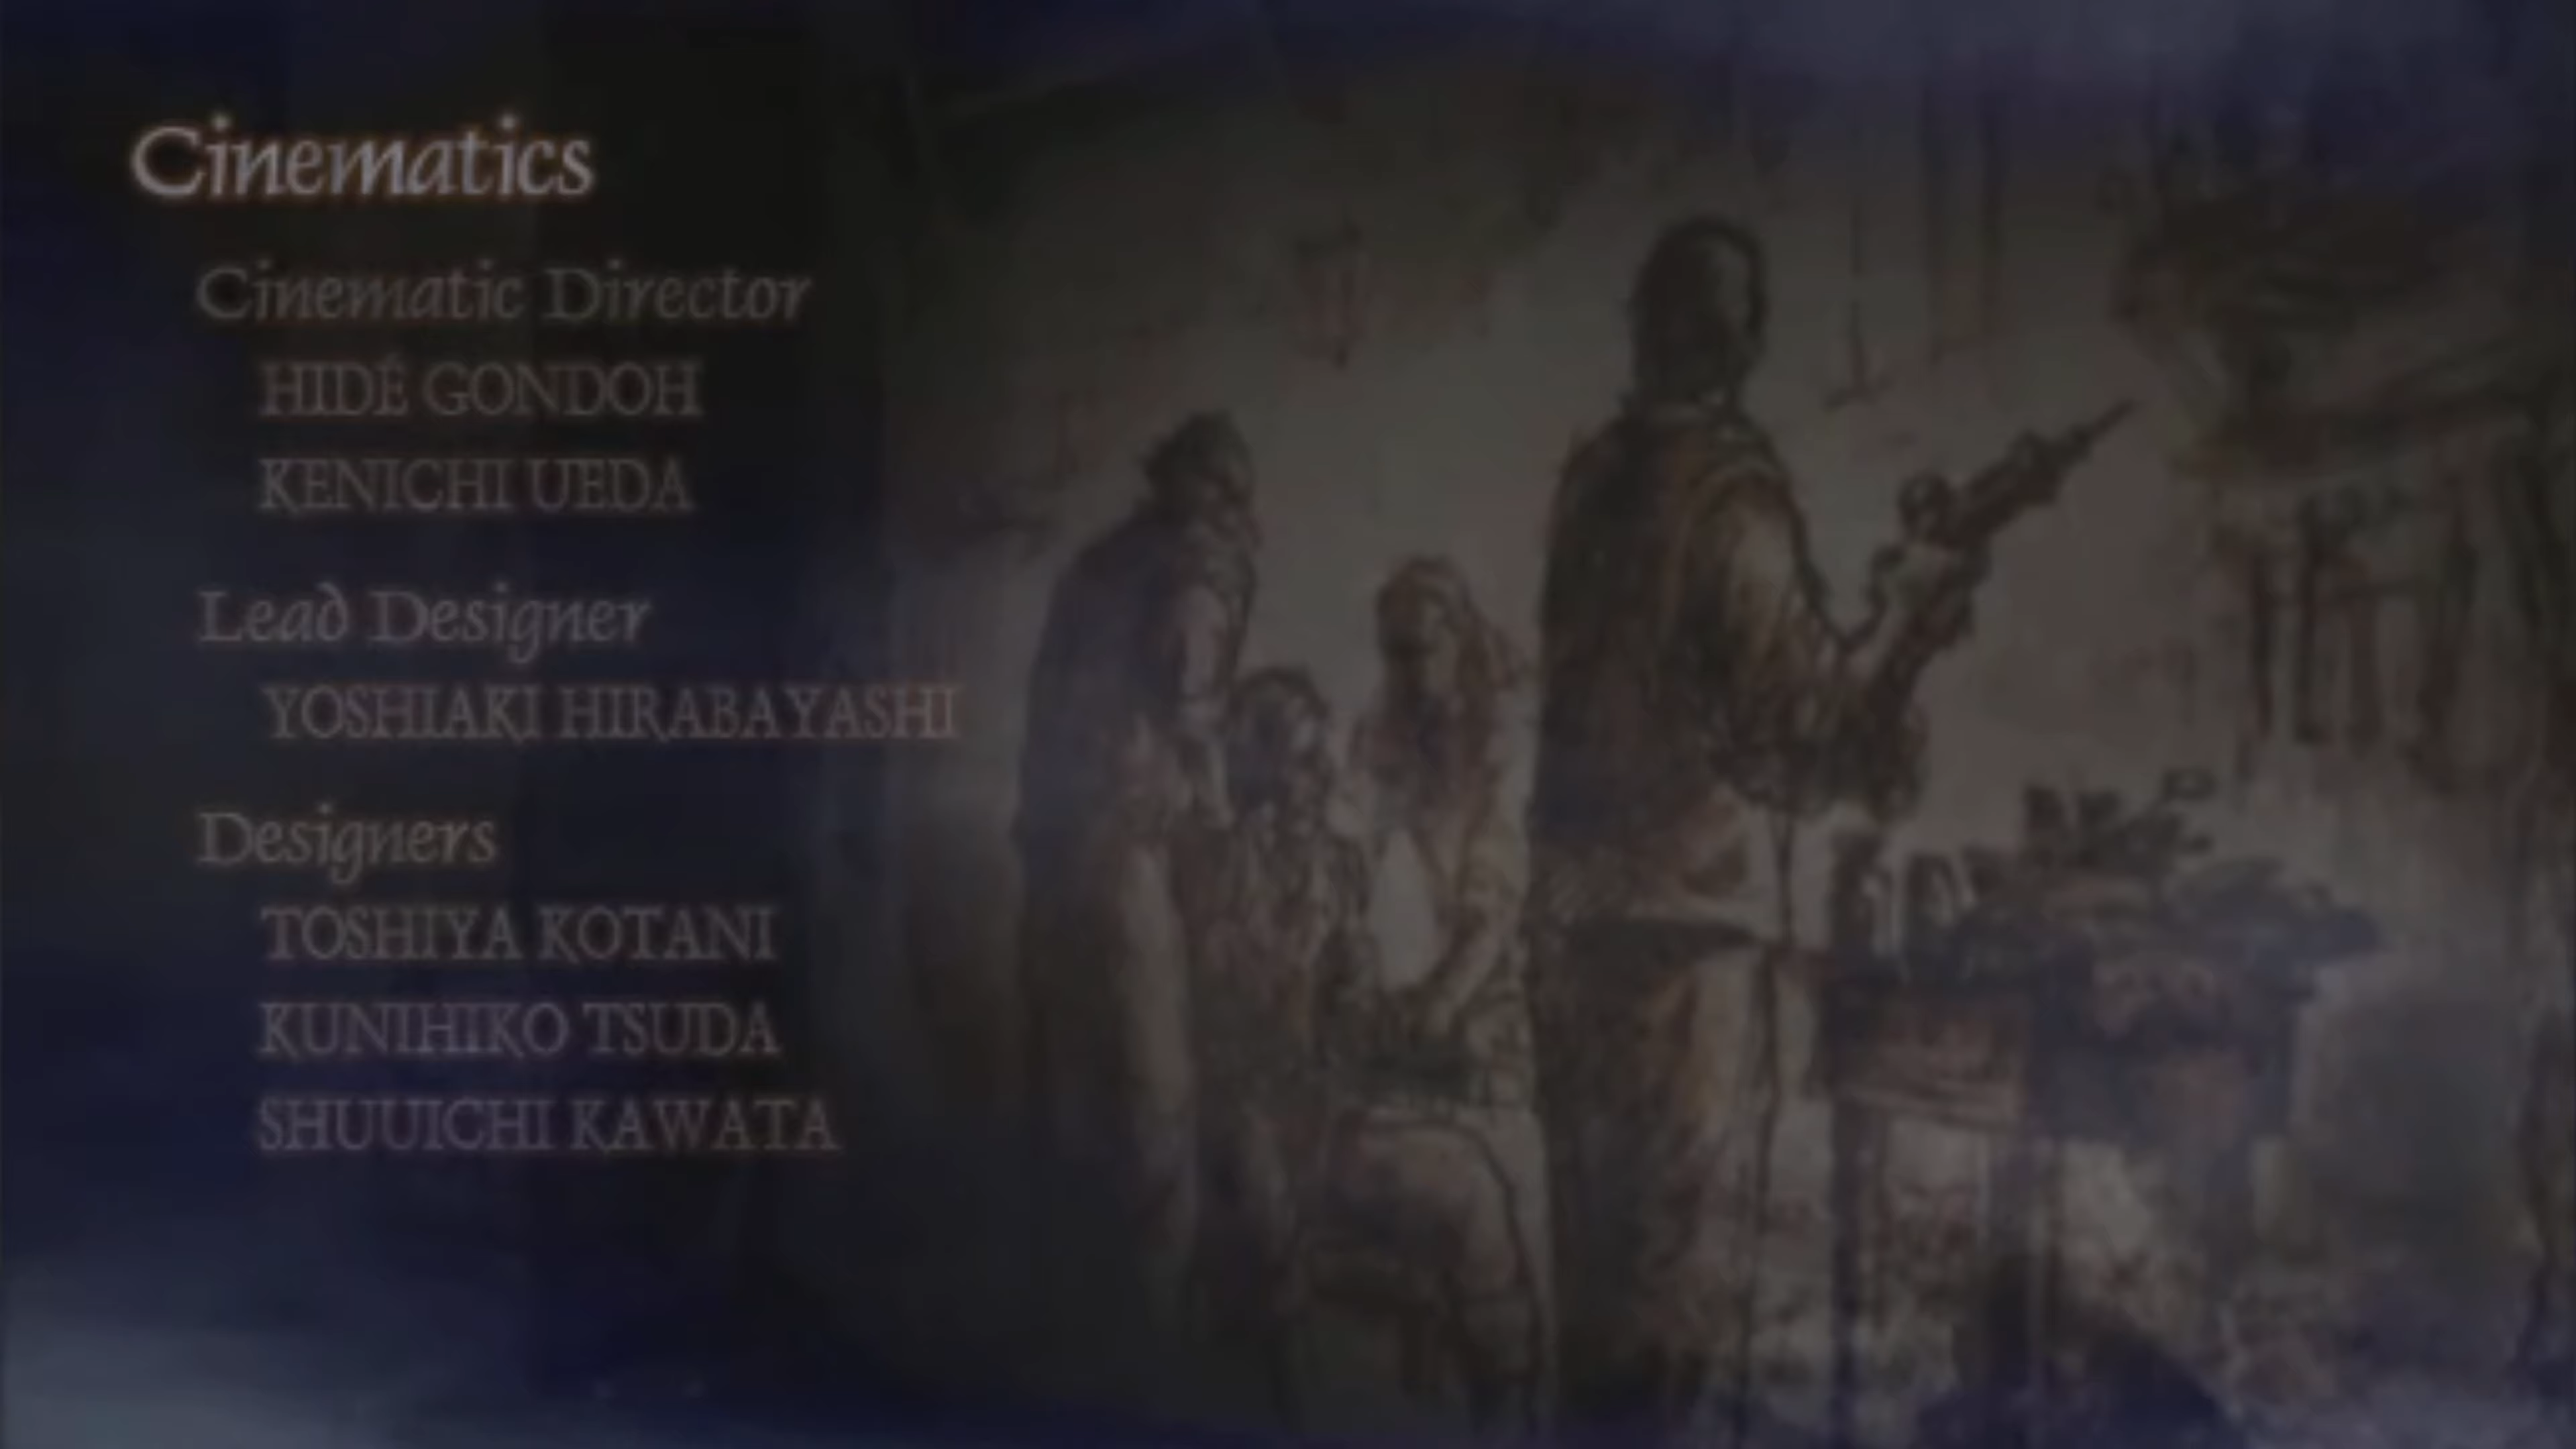 Cinematics
Cinematic Director
HIDÉ GONDOH
KENICHI UEDA
Lead Designer
YOSHIAKI HIRABAYASHI
Designers
TOSHIYA KOTANI
KUNIHIKO TSUDA
SHUUICHI KAWATA